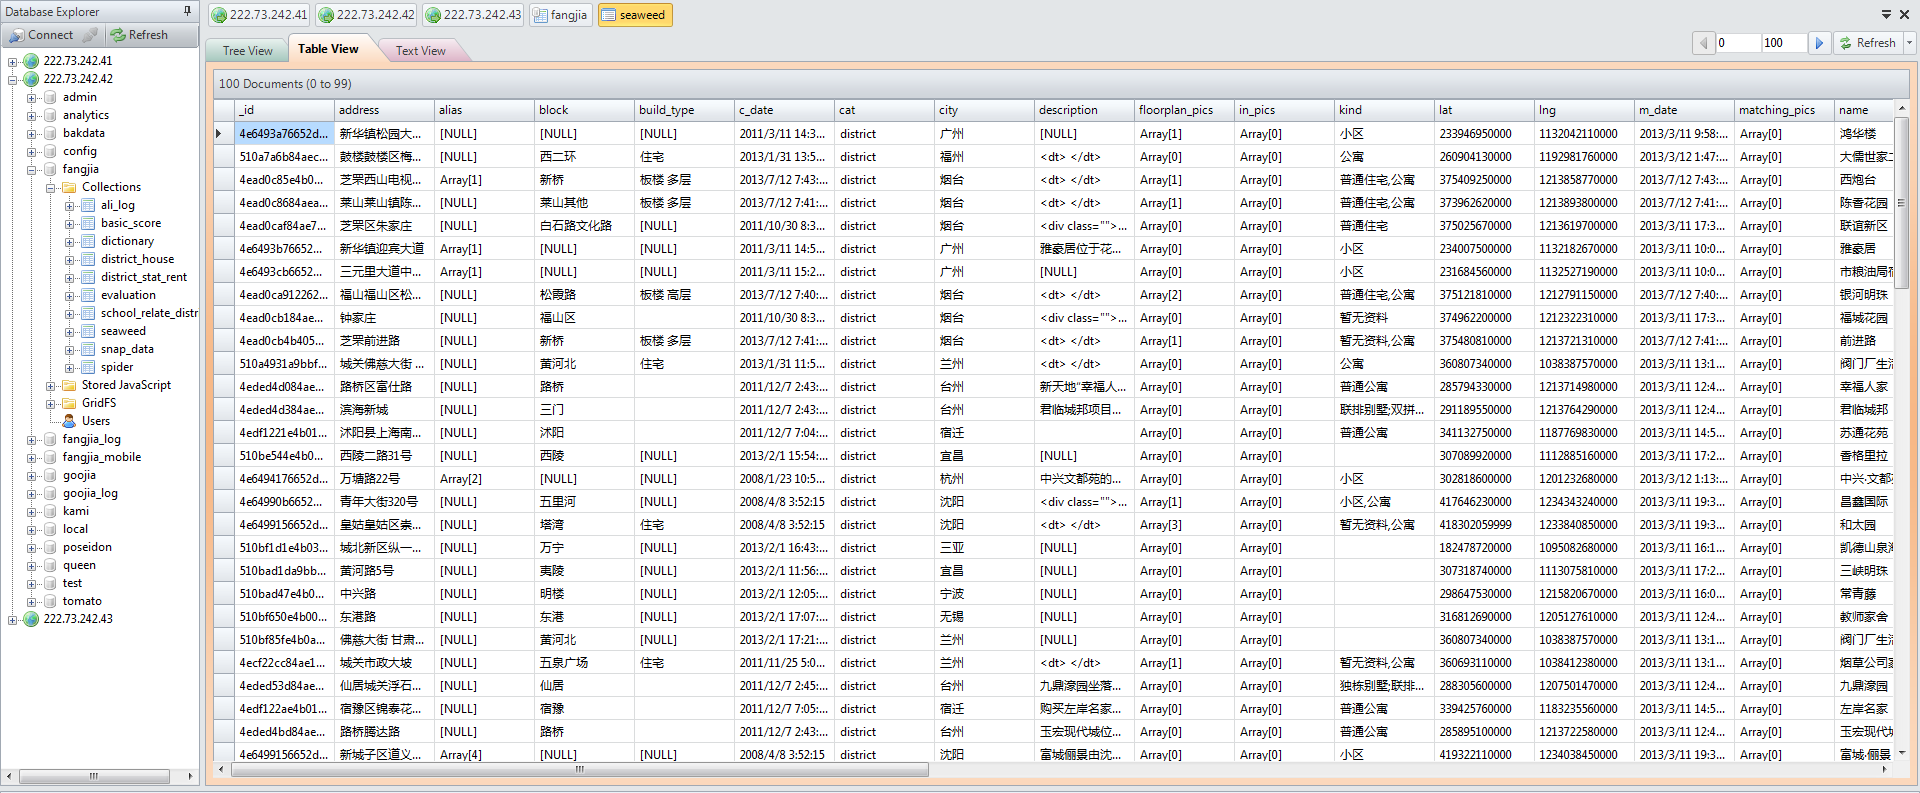 Database Explorer
Connect Refresh
222.73.242.41
222.73.242.42
admin
analytics
bakdata
config
fangjia
Collections
ali_log
basic_score
dictionary
district_house
district_stat_rent
evaluation
school_relate_distr
seaweed
snap_data
spider
Stored JavaScript
GridFS
Users
fangjia_log
fangjia_mobile
goojia
goojia_log
kami
local
poseidon
queen
test
tomato
222.73.242.43
222.73.242.41 222.73.242.42 222.73.242.43 fangjia seaweed
Tree View Table View Text View 0 100 Refresh
100 Documents (0 to 99)
_id address alias block build_type c_date cat city description floorplan_pics in_pics kind lat lng m_date matching_pics name
4e6493a76652d... 新华镇松园大... [NULL] [NULL] [NULL] 2011/3/11 14:3... district 广州 [NULL] Array[1] Array[0] 小区 233946950000 1132042110000 2013/3/11 9:58:... Array[0] 鸿华楼
510a7a6b84aec... 鼓楼鼓楼区梅... [NULL] 西二环 住宅 2013/1/31 13:5... district 福州 <dt> </dt> Array[0] Array[0] 公寓 260904130000 1192981760000 2013/3/12 1:47:... Array[0] 大儒世家二
4ead0c85e4b0... 芝罘西山电视... Array[1] 新桥 板楼 多层 2013/7/12 7:43:... district 烟台 <dt> </dt> Array[1] Array[0] 普通住宅,公寓 375409250000 1213858770000 2013/7/12 7:43:... Array[0] 西炮台
4ead0c8684aea... 莱山莱山镇陈... [NULL] 莱山其他 板楼 多层 2013/7/12 7:41:... district 烟台 <dt> </dt> Array[1] Array[0] 普通住宅,公寓 373962620000 1213893800000 2013/7/12 7:41:... Array[0] 陈香花园
4ead0caf84ae7... 芝罘区朱家庄 [NULL] 白石路文化路 [NULL] 2011/10/30 8:3... district 烟台 <div class="">... Array[0] Array[0] 普通住宅 375025670000 1213619700000 2013/3/11 17:3... Array[0] 联谊新区
4e6493b76652... 新华镇迎宾大道 Array[1] [NULL] [NULL] 2011/3/11 14:5... district 广州 雅豪居位于花... Array[0] Array[0] 小区 234007500000 1132182670000 2013/3/11 10:0... Array[0] 雅豪居
4e6493cb6652... 三元里大道中... Array[1] [NULL] [NULL] 2011/3/11 15:2... district 广州 [NULL] Array[0] Array[0] 小区 231684560000 1132527190000 2013/3/11 10:0... Array[0] 市粮油局宿
4ead0ca912262... 福山福山区松... [NULL] 松霞路 板楼 高层 2013/7/12 7:40:... district 烟台 <dt> </dt> Array[2] Array[0] 普通住宅,公寓 375121810000 1212791150000 2013/7/12 7:40:... Array[0] 银河明珠
4ead0cb184ae... 钟家庄 [NULL] 福山区 2011/10/30 8:3... district 烟台 <div class="">... Array[0] Array[0] 暂无资料 374962200000 1212322310000 2013/3/11 17:3... Array[0] 福城花园
4ead0cb4b405... 芝罘前进路 [NULL] 新桥 板楼 多层 2013/7/12 7:41:... district 烟台 <dt> </dt> Array[1] Array[0] 暂无资料,公寓 375480810000 1213721310000 2013/7/12 7:41:... Array[0] 前进路
510a4931a9bbf... 城关佛慈大街 ... [NULL] 黄河北 住宅 2013/1/31 11:5... district 兰州 <dt> </dt> Array[0] Array[0] 公寓 360807340000 1038387570000 2013/3/11 13:1... Array[0] 阀门厂生活
4eded4d084ae... 路桥区富仕路 [NULL] 路桥 2011/12/7 2:43:... district 台州 新天地"幸福人... Array[0] Array[0] 普通公寓 285794330000 1213714980000 2013/3/11 12:4... Array[0] 幸福人家
4eded4d384ae... 滨海新城 [NULL] 三门 2011/12/7 2:43:... district 台州 君临城邦项目... Array[0] Array[0] 联排别墅;双拼... 291189550000 1213764290000 2013/3/11 12:4... Array[0] 君临城邦
4edf1221e4b01... 沭阳县上海南... [NULL] 沭阳 2011/12/7 7:04:... district 宿迁 Array[0] Array[0] 普通公寓 341132750000 1187769830000 2013/3/11 14:5... Array[0] 苏通花苑
510be544e4b0... 西陵二路31号 [NULL] 西陵 [NULL] 2013/2/1 15:54:... district 宜昌 [NULL] Array[0] Array[0] 307089920000 1112885160000 2013/3/11 17:2... Array[0] 香格里拉
4e6494176652d... 万塘路22号 Array[2] [NULL] [NULL] 2008/1/23 10:5... district 杭州 中兴文都苑的... Array[0] Array[0] 小区 302818600000 1201232680000 2013/3/12 1:13:... Array[0] 中兴·文都
4e64990b6652... 青年大街320号 [NULL] 五里河 [NULL] 2008/4/8 3:52:15 district 沈阳 <div class="">... Array[1] Array[0] 小区,公寓 417646230000 1234343240000 2013/3/11 19:3... Array[0] 昌鑫国际
4e6499156652d... 皇姑皇姑区崇... [NULL] 塔湾 住宅 2008/4/8 3:52:15 district 沈阳 <dt> </dt> Array[3] Array[0] 暂无资料,公寓 418302059999 1233840850000 2013/3/11 19:3... Array[0] 和太园
510bf1d1e4b03... 城北新区纵一... [NULL] 万宁 [NULL] 2013/2/1 16:43:... district 三亚 [NULL] Array[0] Array[0] 182478720000 1095082680000 2013/3/11 16:1... Array[0] 凯德山泉海
510bad1da9bb... 黄河路5号 [NULL] 夷陵 [NULL] 2013/2/1 11:56:... district 宜昌 [NULL] Array[0] Array[0] 307318740000 1113075810000 2013/3/11 17:2... Array[0] 三峡明珠
510bad47e4b0... 中兴路 [NULL] 明楼 [NULL] 2013/2/1 12:05:... district 宁波 [NULL] Array[0] Array[0] 298647530000 1215820670000 2013/3/11 16:0... Array[0] 常青藤
510bf650e4b00... 东港路 [NULL] 东港 [NULL] 2013/2/1 17:07:... district 无锡 [NULL] Array[0] Array[0] 316812690000 1205127610000 2013/3/11 12:4... Array[0] 教师家舍
510bf85fe4b0a... 佛慈大街 甘肃... [NULL] 黄河北 [NULL] 2013/2/1 17:21:... district 兰州 [NULL] Array[0] Array[0] 360807340000 1038387570000 2013/3/11 13:1... Array[0] 阀门厂生活
4ecf22cc84ae1... 城关市政大坡 [NULL] 五泉广场 住宅 2011/11/25 5:0... district 兰州 <dt> </dt> Array[1] Array[0] 暂无资料,公寓 360693110000 1038412380000 2013/3/11 13:1... Array[0] 烟草公司家
4eded53d84ae... 仙居城关浮石... [NULL] 仙居 2011/12/7 2:45:... district 台州 九鼎濠园坐落... Array[0] Array[0] 独栋别墅;联排... 288305600000 1207501470000 2013/3/11 12:4... Array[0] 九鼎濠园
4edf122ae4b01... 宿豫区锦泰花... [NULL] 宿豫 2011/12/7 7:05:... district 宿迁 购买左岸名家... Array[0] Array[0] 普通公寓 339425760000 1183235560000 2013/3/11 14:5... Array[0] 左岸名家
4eded4bd84ae... 路桥腾达路 [NULL] 路桥 2011/12/7 2:43:... district 台州 玉宏现代城位... Array[0] Array[0] 普通公寓 285895100000 1213722580000 2013/3/11 12:4... Array[0] 玉宏现代城
4e6499156652d... 新城子区道义... Array[4] [NULL] [NULL] 2008/4/8 3:52:15 district 沈阳 富城俪景由沈... Array[0] Array[0] 小区 419322110000 1234038450000 2013/3/11 19:3... Array[0] 富城·俪景